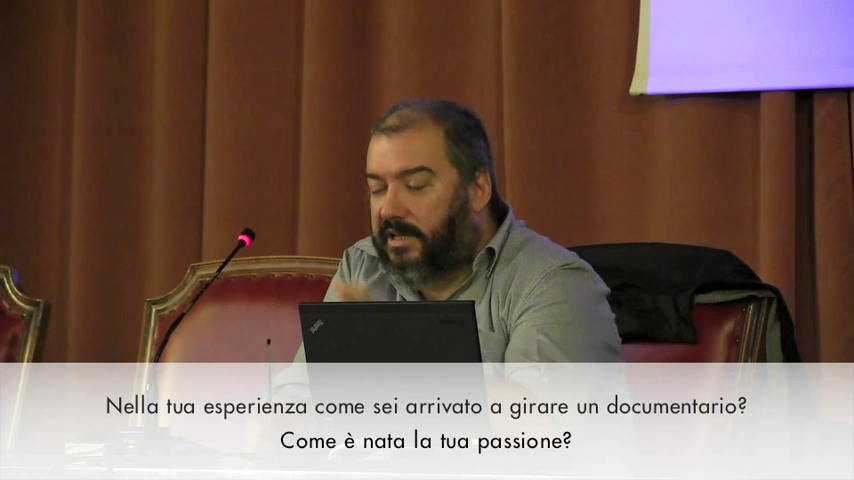 Nella tua esperienza come sei arrivato a girare un documentario?
Come è nata la tua passione?